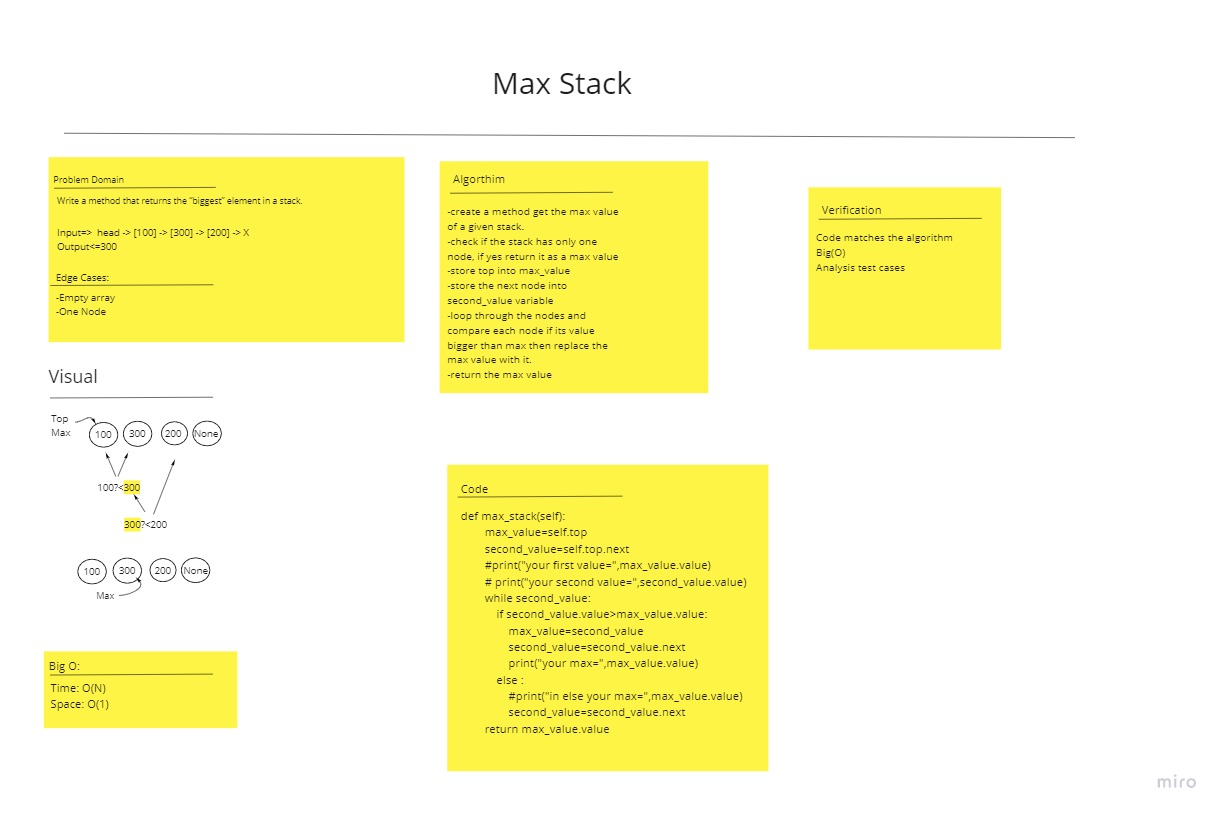 Max Stack
Problem Domain
Write a method that returns the "biggest" element in a stack.
Input=> head -> [100] -> [300] -> [200] -> X
Output<=300
Edge Cases:
-Empty array
-One Node
Visual
Top
Max
100 300 200 None
100?<300
300?<200
100 300 200 None
Max
Big O:
Time: O(N)
Space: O(1)
Algorthim
-create a method get the max value
of a given stack.
-check if the stack has only one
node, if yes return it as a max value
-store top into max_value
-store the next node into
second_value variable
-loop through the nodes and
compare each node if its value
bigger than max then replace the
max value with it.
-return the max value
Code
def max_stack(self):
max_value=self.top
second_value=self.top.next
#print("your first value=",max_value.value)
# print("your second value=",second_value.value)
while second_value:
if second_value.value>max_value.value:
max_value=second_value
second_value=second_value.next
print("your max=",max_value.value)
else :
#print("in else your max=",max_value.value)
second_value=second_value.next
return max_value.value
Verification
Code matches the algorithm
Big(O)
Analysis test cases
miro